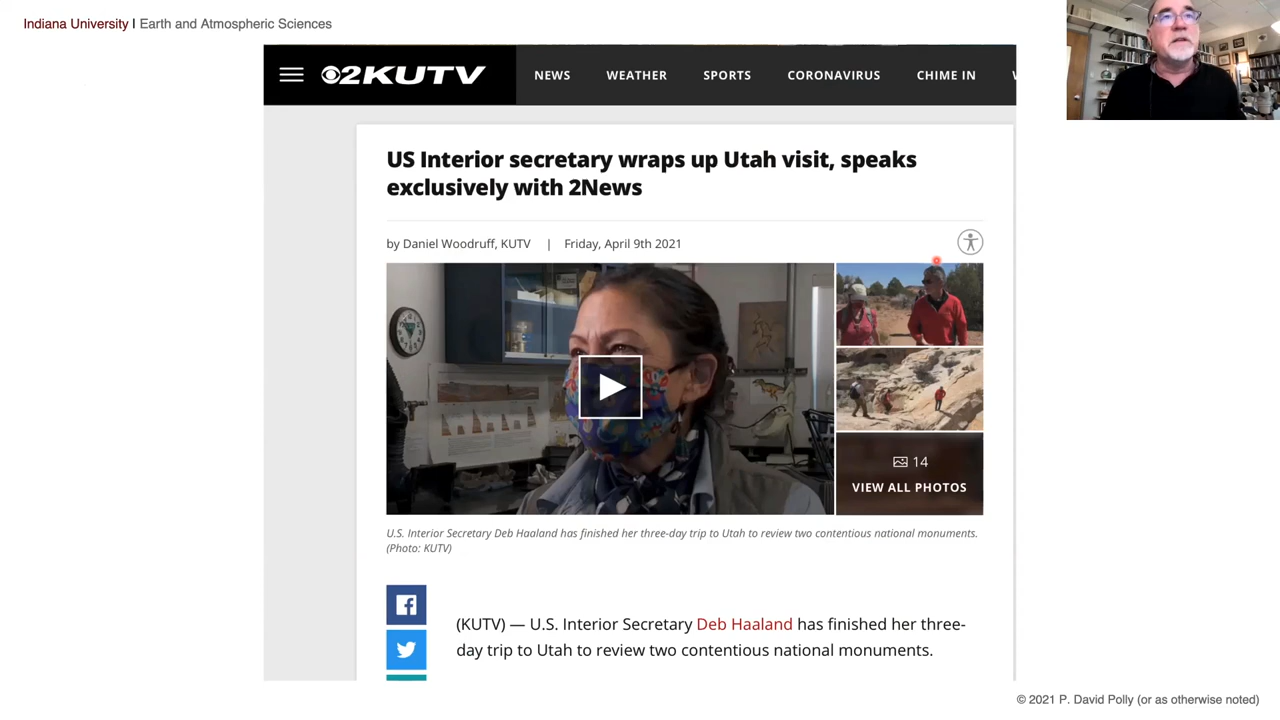 Indiana University | Earth and Atmospheric Sciences
2KUTV
NEWS WEATHER SPORTS CORONAVIRUS CHIME IN
US Interior secretary wraps up Utah visit, speaks
exclusively with 2News
by Daniel Woodruff, KUTV | Friday, April 9th 2021
14
VIEW ALL PHOTOS
U.S. Interior Secretary Deb Haaland has finished her three-day trip to Utah to review two contentious national monuments.
(Photo: KUTV)
(KUTV) — U.S. Interior Secretary Deb Haaland has finished her three-
day trip to Utah to review two contentious national monuments.
© 2021 P. David Polly (or as otherwise noted)